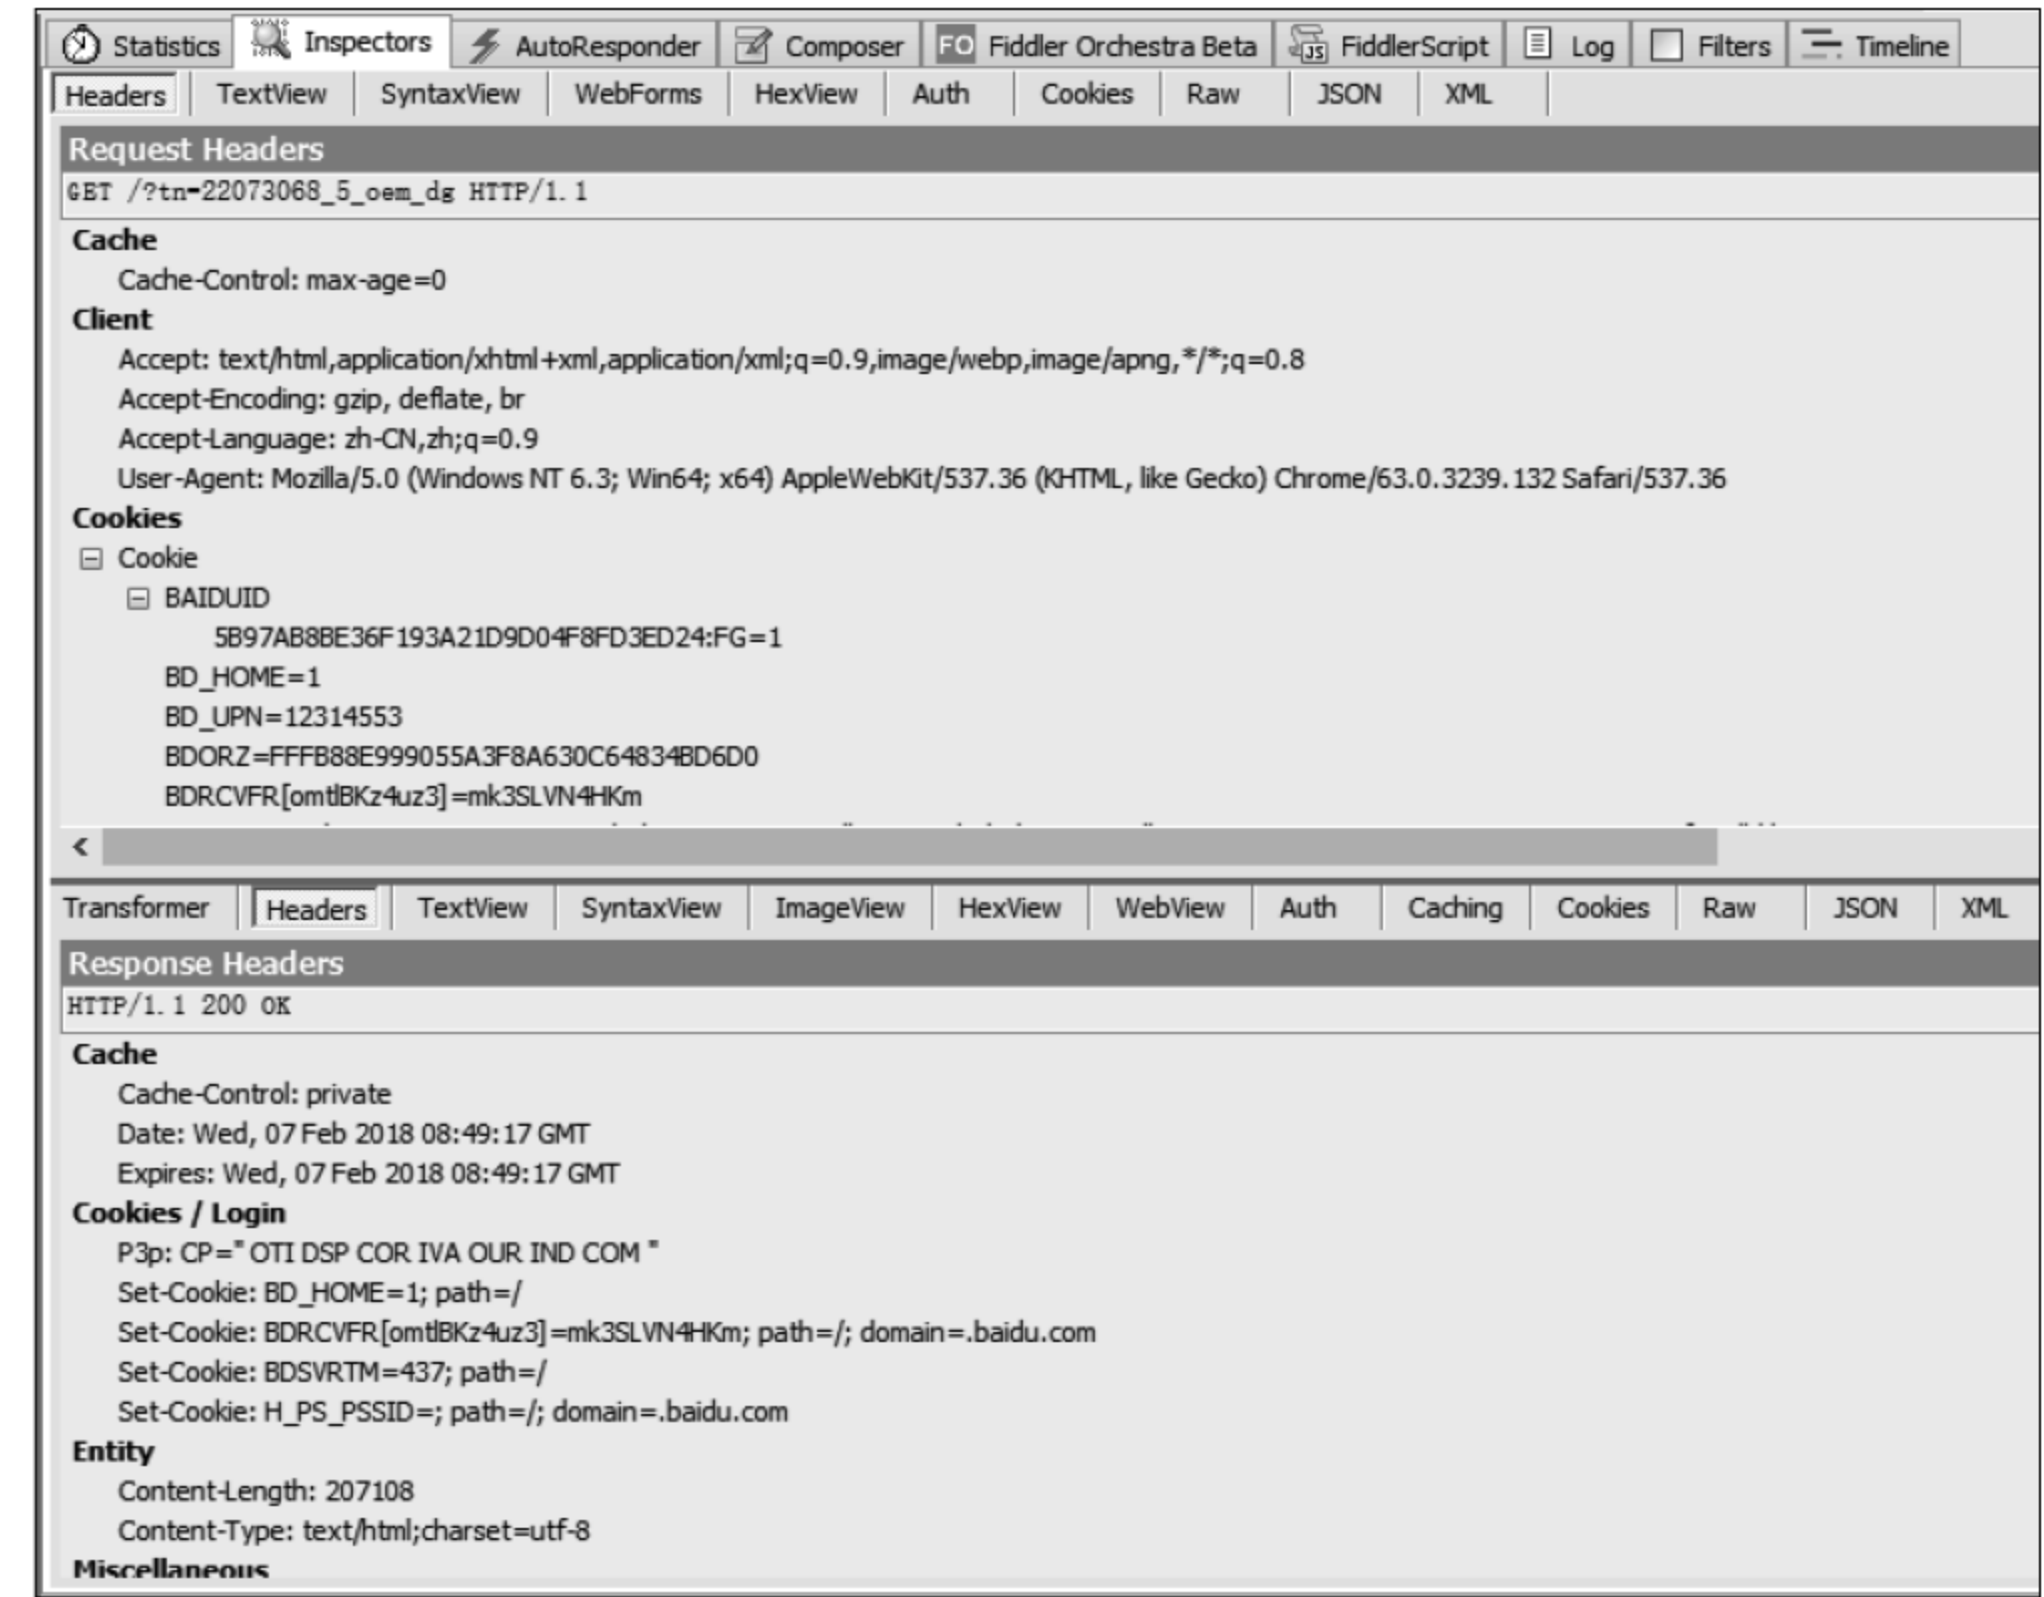 Statistics Inspectors AutoResponder Composer FO Fiddler Orchestra Beta JS FiddlerScript Log Filters Timeline
Headers TextView SyntaxView WebForms HexView Auth Cookies Raw JSON XML
Request Headers
GET /?tn=22073068_5_oem_dg HTTP/1.1
Cache
Cache-Control: max-age=0
Client
Accept: text/html,application/xhtml+xml,application/xml;q=0.9,image/webp,image/apng,*/*;q=0.8
Accept-Encoding: gzip, deflate, br
Accept-Language: zh-CN,zh;q=0.9
User-Agent: Mozilla/5.0 (Windows NT 6.3; Win64; x64) AppleWebKit/537.36 (KHTML, like Gecko) Chrome/63.0.3239.132 Safari/537.36
Cookies
Cookie
BAIDUID
5B97AB8BE36F193A21D9D04F8FD3ED24:FG=1
BD_HOME=1
BD_UPN=12314553
BDORZ=FFFB88E999055A3F8A630C64834BD6D0
BDRCVFR[omtlBKz4uz3]=mk3SLVN4HKm
Transformer Headers TextView SyntaxView ImageView HexView WebView Auth Caching Cookies Raw JSON XML
Response Headers
HTTP/1.1 200 OK
Cache
Cache-Control: private
Date: Wed, 07 Feb 2018 08:49:17 GMT
Expires: Wed, 07 Feb 2018 08:49:17 GMT
Cookies / Login
P3p: CP=" OTI DSP COR IVA OUR IND COM "
Set-Cookie: BD_HOME=1; path=/
Set-Cookie: BDRCVFR[omtlBKz4uz3]=mk3SLVN4HKm; path=/; domain=.baidu.com
Set-Cookie: BDSVRTM=437; path=/
Set-Cookie: H_PS_PSSID=; path=/; domain=.baidu.com
Entity
Content-Length: 207108
Content-Type: text/html;charset=utf-8
Miscellaneous